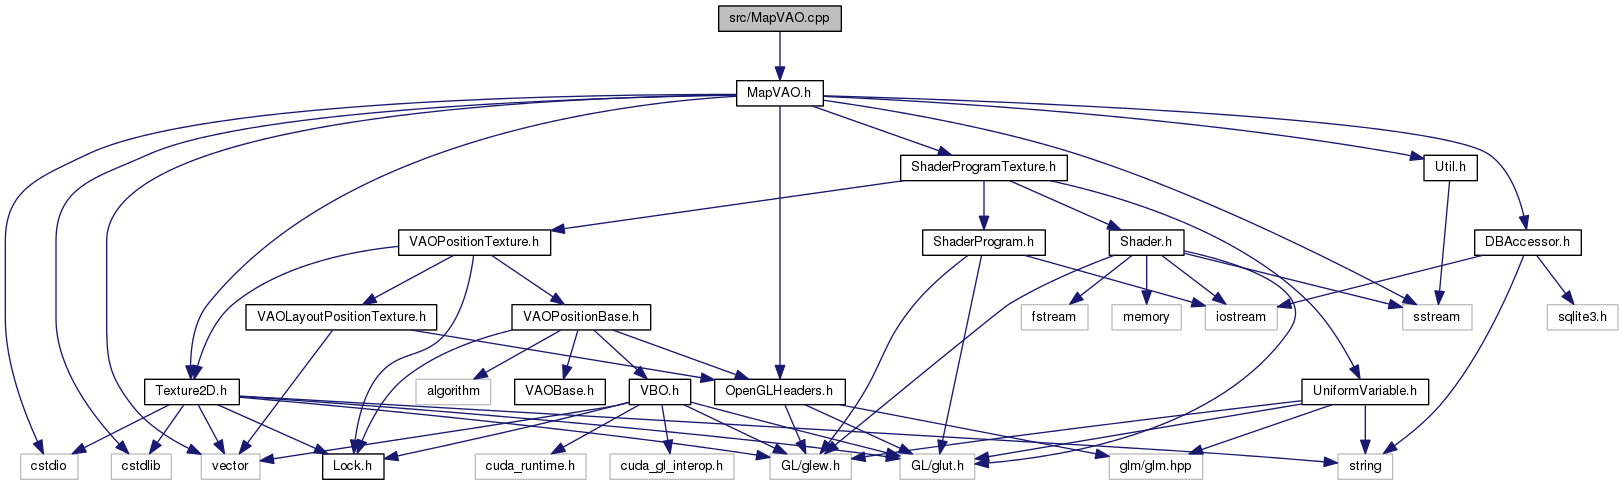 src/MapVAO.cpp
MapVAO.h
ShaderProgramTexture.h
Util.h
VAOPositionTexture.h
ShaderProgram.h
Shader.h
DBAccessor.h
VAOLayoutPositionTexture.h
VAOPositionBase.h
fstream
memory
iostream
sstream
sqlite3.h
Texture2D.h
algorithm
VAOBase.h
VBO.h
OpenGLHeaders.h
UniformVariable.h
cstdio
cstdlib
vector
Lock.h
cuda_runtime.h
cuda_gl_interop.h
GL/glew.h
GL/glut.h
glm/glm.hpp
string